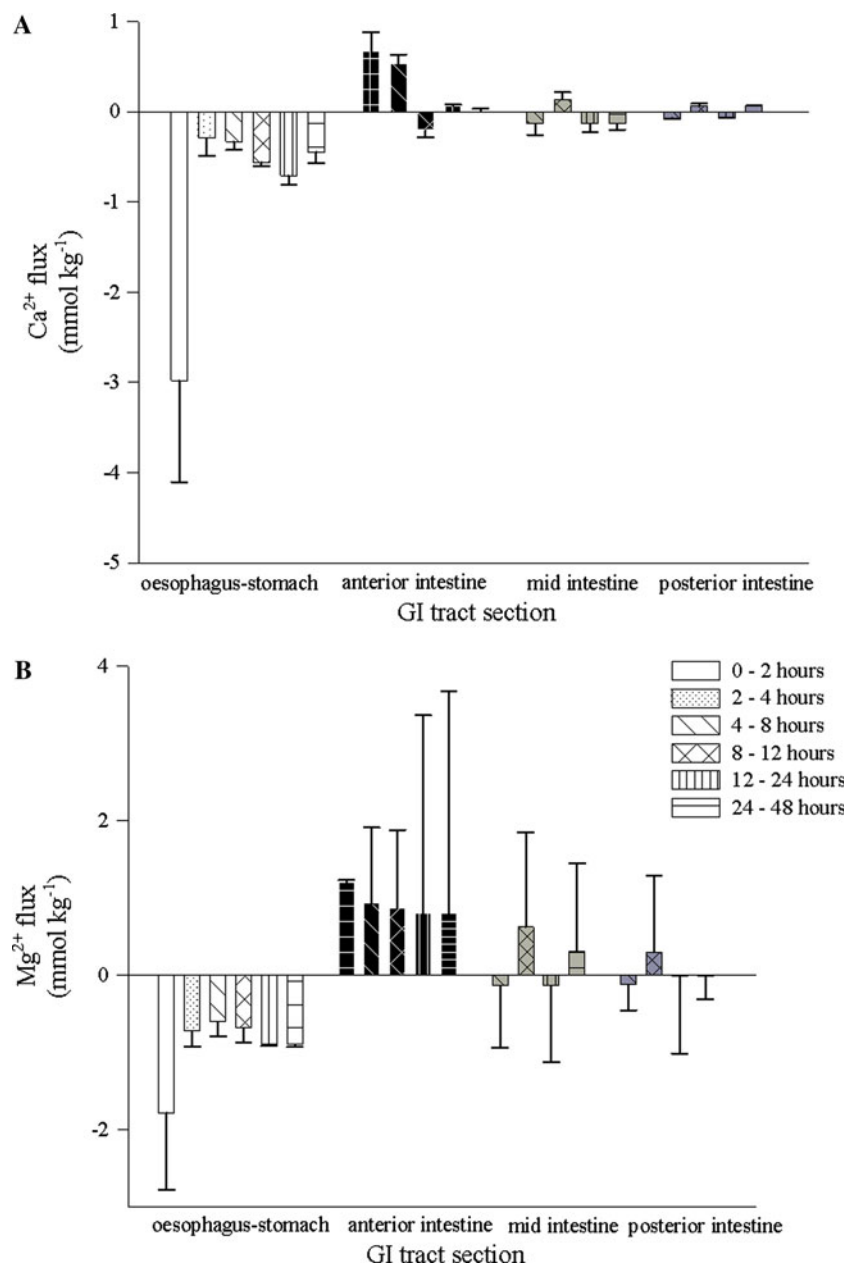 A
1
0
-1
-2
-3
-4
-5
Ca²⁺ flux
(mmol kg⁻¹)
oesophagus-stomach anterior intestine mid intestine posterior intestine
GI tract section
B
4
2
0
-2
Mg²⁺ flux
(mmol kg⁻¹)
0 - 2 hours
2 - 4 hours
4 - 8 hours
8 - 12 hours
12 - 24 hours
24 - 48 hours
oesophagus-stomach anterior intestine mid intestine posterior intestine
GI tract section